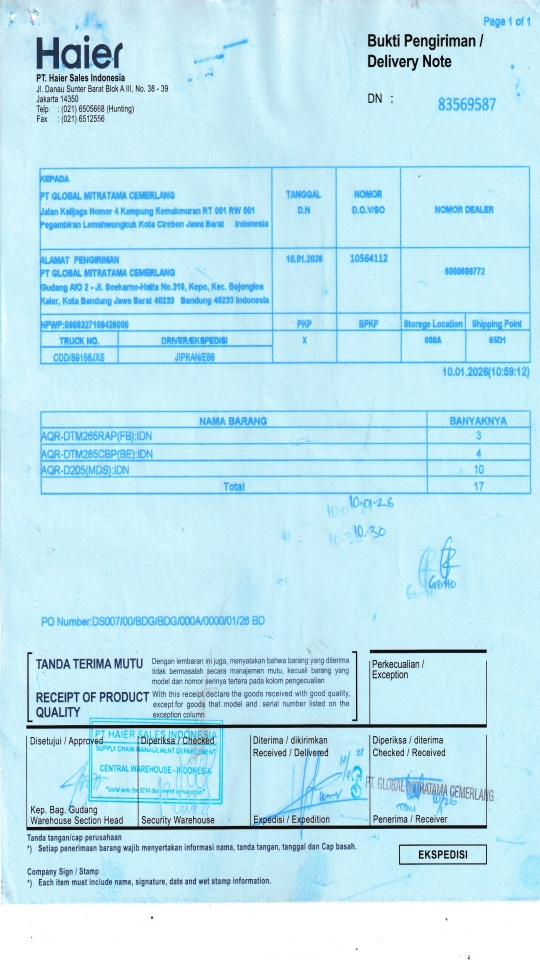 Page 1 of 1
Haier
Bukti Pengiriman /
Delivery Note
PT. Haier Sales Indonesia
Jl. Danau Sunter Barat Blok A III, No. 38 - 39
Jakarta 14350
Telp : (021) 6505668 (Hunting)
Fax : (021) 6512556
DN : 83569587
KEPADA
PT GLOBAL MITRATAMA CEMERLANG
Jalan Kalijaga Nomor 4 Kampung Kemakmuran RT 001 RW 001
Pegambiran Lemahwungkuk Kota Cirebon Jawa Barat Indonesia
TANGGAL
D.N
NOMOR
D.O.V/SO
NOMOR DEALER
ALAMAT PENGIRIMAN
PT GLOBAL MITRATAMA CEMERLANG
Gudang AIO 2 - Jl. Soekarno-Hatta No.318, Kopo, Kec. Bojongloa
Kaler, Kota Bandung Jawa Barat 40233 Bandung 40233 Indonesia
10.01.2026
10564112
NPWP:
PKP
BPKP
Storege Location
Shipping Point
TRUCK NO.
DRIVER/EKSPEDISI
X
000A
65D1
CDD/B9156JXS
JIPRAN/E86
10.01.2026(10:59:12)
NAMA BARANG BANYAKNYA
AQR-DTM265RAP(FB):IDN 3
AQR-DTM285CBP(BE):IDN 4
AQR-D205(MDS):IDN 10
Total 17
10-01-26
10.30
PO Number:DS007/00/BDG/BDG/000A/0000/01/26 BD
TANDA TERIMA MUTU
Dengan lembaran ini juga, menyatakan bahwa barang yang diterima
tidak bermasalah secara manajemen mutu, kecuali barang yang
model dan nomor serinya tertera pada kolom pengecualian
RECEIPT OF PRODUCT
QUALITY
With this receipt declare the goods received with good quality,
except for goods that model and serial number listed on the
exception column
Perkecualian /
Exception
PT HAIER SALES INDONESIA
SUPPLY CHAIN MANAGEMENT DEPARTEMENT
CENTRAL WAREHOUSE - INDONESIA
Disetujui / Approved
Diperiksa / Checked
Diterima / dikirimkan
Received / Delivered
Diperiksa / diterima
Checked / Received
PT. GLOBAL MITRATAMA CEMERLANG
Kep. Bag. Gudang
Warehouse Section Head
Security Warehouse
Expedisi / Expedition
Penerima / Receiver
Tanda tangan/cap perusahaan
*) Setiap penerimaan barang wajib menyertakan informasi nama, tanda tangan, tanggal dan Cap basah.
EKSPEDISI
Company Sign / Stamp
*) Each item must include name, signature, date and wet stamp information.